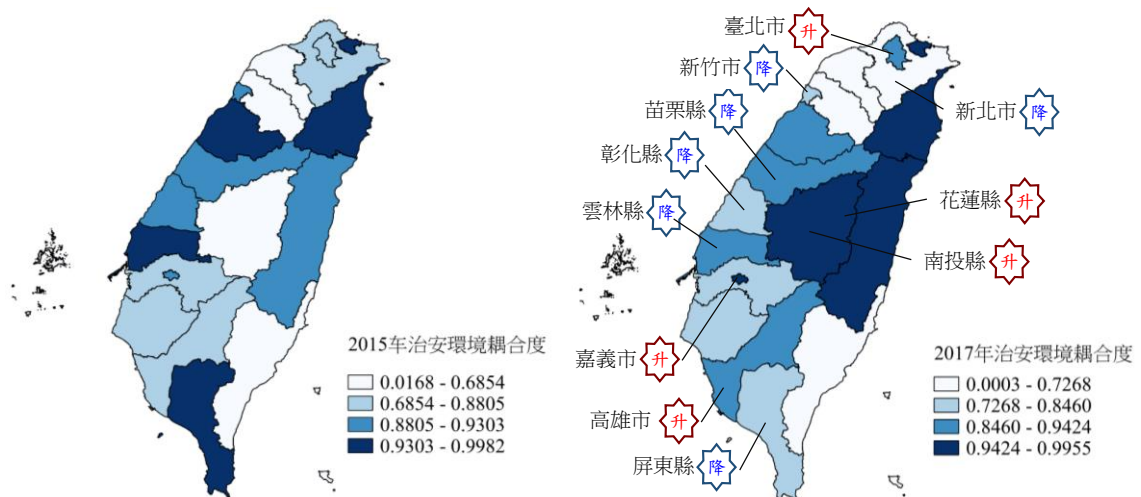 2015年治安環境耦合度
0.0168 - 0.6854
0.6854 - 0.8805
0.8805 - 0.9303
0.9303 - 0.9982
臺北市 升
新竹市 降
苗栗縣 降
新北市 降
彰化縣 降
雲林縣 降
花蓮縣 升
南投縣 升
嘉義市 升
高雄市 升
屏東縣 降
2017年治安環境耦合度
0.0003 - 0.7268
0.7268 - 0.8460
0.8460 - 0.9424
0.9424 - 0.9955